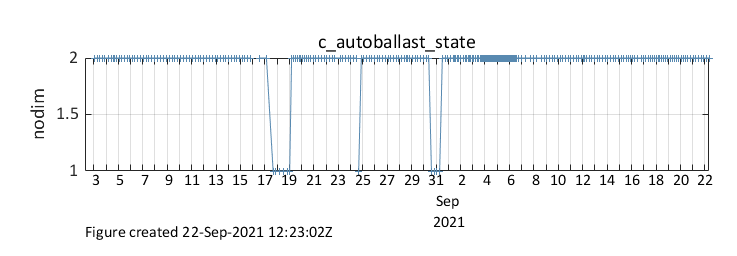 c_autoballast_state
2
1.5
1
nodim
3 5 7 9 11 13 15 17 19 21 23 25 27 29 31 2 4 6 8 10 12 14 16 18 20 22
Sep
2021
Figure created 22-Sep-2021 12:23:02Z